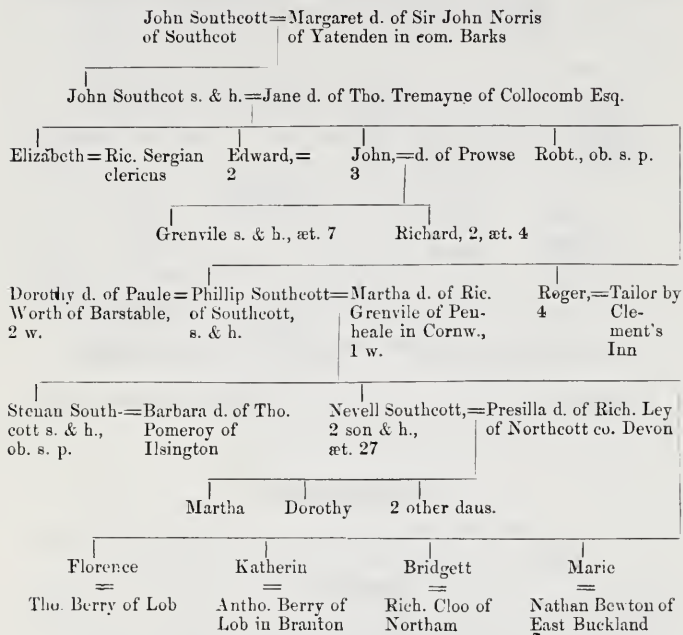 John Southcott=Margaret d. of Sir John Norris
of Southcot of Yatenden in com. Barks
John Southcot s. & h.=Jane d. of Tho. Tremayne of Collocomb Esq.
Elizabeth=Ric. Sergian Edward,= John,=d. of Prowse Robt., ob. s. p.
clericus 2 3
Grenvile s. & h., æt. 7 Richard, 2, æt. 4
Dorothy d. of Paule=Phillip Southcott=Martha d. of Ric. Roger,=Tailor by
Worth of Barstable, of Southcott, Grenvile of Pen- 4 Cle-
2 w. s. & h. heale in Cornw., ment's
1 w. Inn
Stenan South-=Barbara d. of Tho. Nevell Southcott,=Presilla d. of Rich. Ley
cott s. & h., Pomeroy of 2 son & h., of Northcott co. Devon
ob. s. p. Ilsington æt. 27
Martha Dorothy 2 other daus.
Florence Katherin Bridgett Marie
= = = =
Tho. Berry of Lob Antho. Berry of Rich. Cloo of Nathan Bewton of
Lob in Branton Northam East Buckland